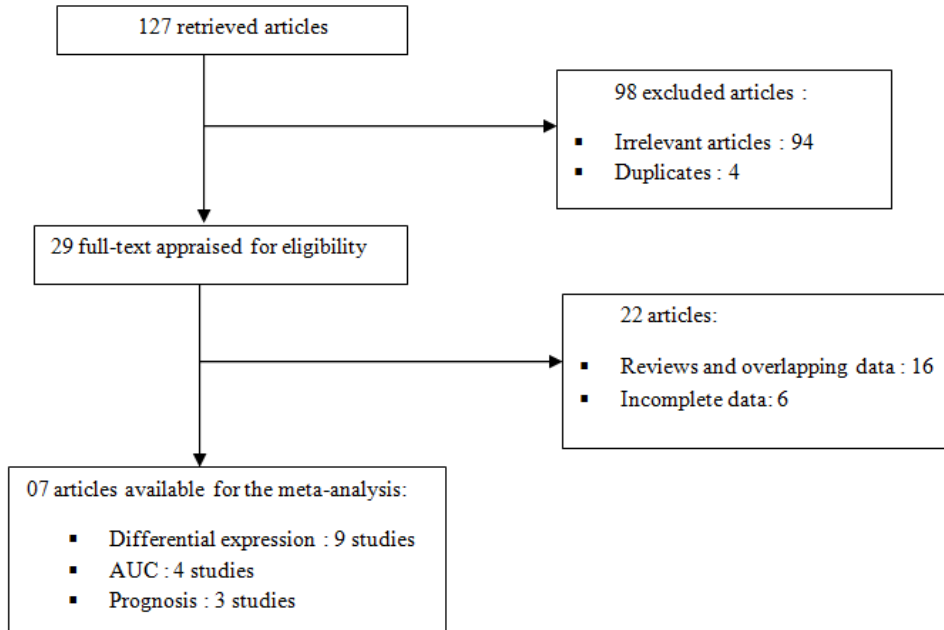 127 retrieved articles
98 excluded articles :
▪ Irrelevant articles : 94
▪ Duplicates : 4
29 full-text appraised for eligibility
22 articles:
▪ Reviews and overlapping data : 16
▪ Incomplete data: 6
07 articles available for the meta-analysis:
▪ Differential expression : 9 studies
▪ AUC : 4 studies
▪ Prognosis : 3 studies